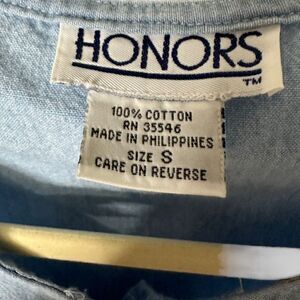 HONORS
TM
100% COTTON
RN 35546
MADE IN PHILIPPINES
SIZE S
CARE ON REVERSE